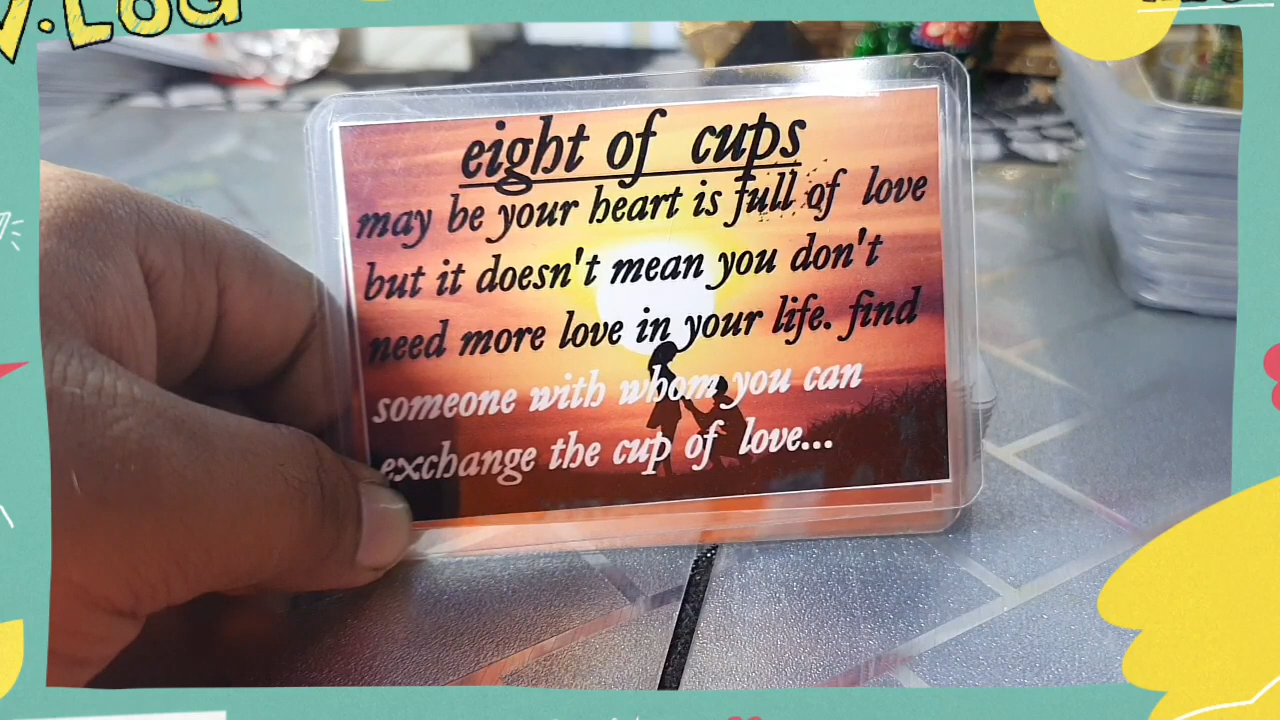 V.LOG
eight of cups
may be your heart is full of love
but it doesn't mean you don't
need more love in your life. find
someone with whom you can
exchange the cup of love...